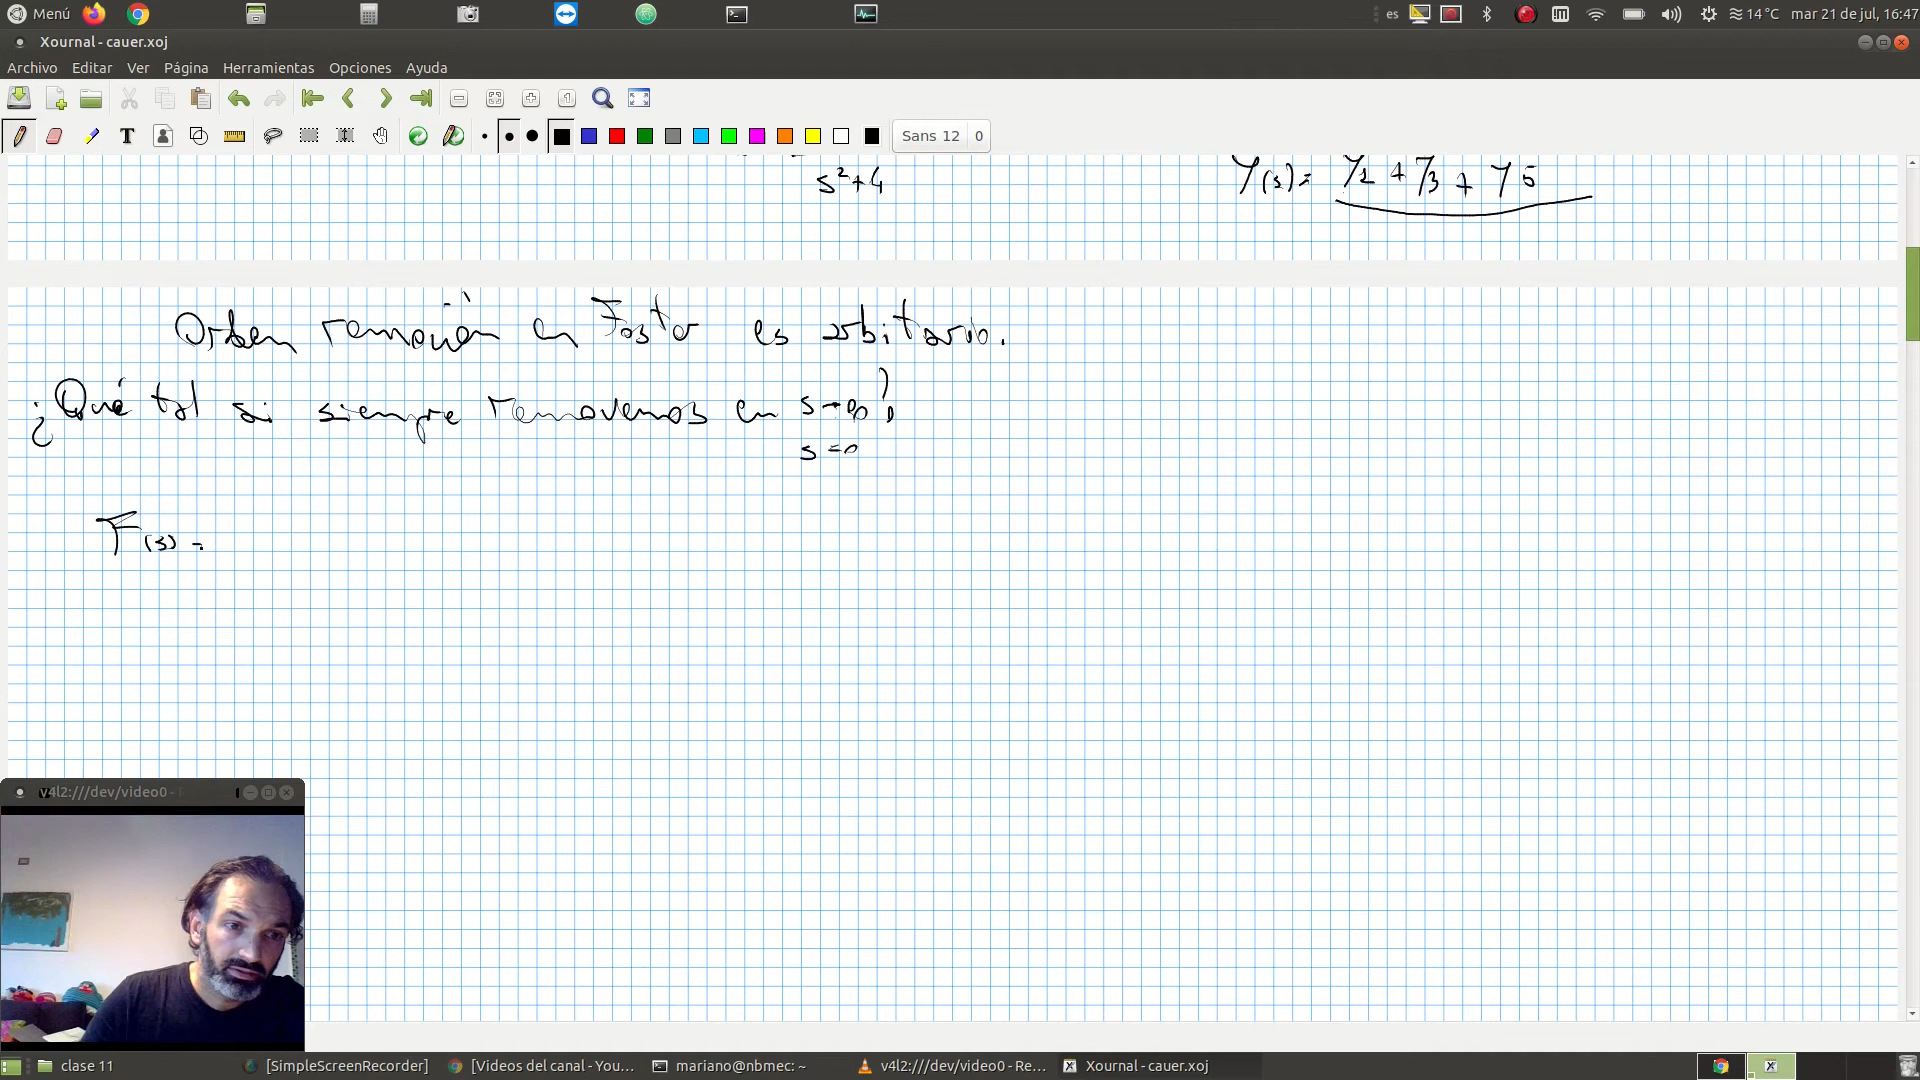 Menú
es
14 °C
mar 21 de jul, 16:47
Xournal - cauer.xoj
Archivo Editar Ver Página Herramientas Opciones Ayuda
Sans 12 0
s²+4
Y(s) = Y2 + Y3 + Y5
Orden remoción en Foster es arbitrario.
¿Qué tal si siempre removemos en s→∞?
s=0
F(s) =
v4l2:///dev/video0 -
clase 11
[SimpleScreenRecorder]
[Videos del canal - You...
mariano@nbmec: ~
v4l2:///dev/video0 - Re...
Xournal - cauer.xoj